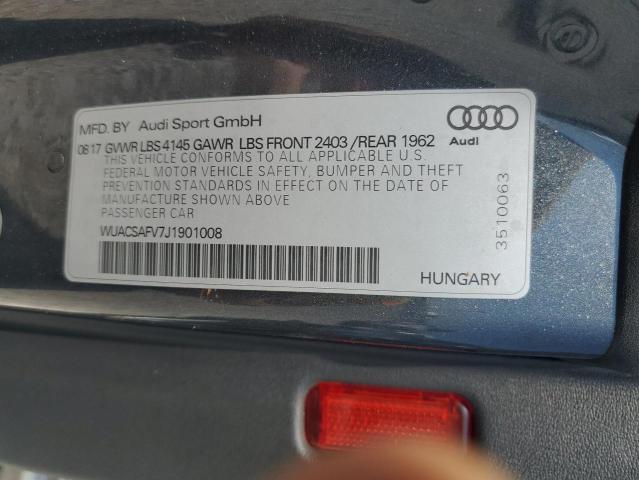 MFD. BY Audi Sport GmbH
0817 GVWR LBS 4145 GAWR LBS FRONT 2403 /REAR 1962
THIS VEHICLE CONFORMS TO ALL APPLICABLE U.S.
FEDERAL MOTOR VEHICLE SAFETY, BUMPER AND THEFT
PREVENTION STANDARDS IN EFFECT ON THE DATE OF
MANUFACTURE SHOWN ABOVE
PASSENGER CAR
WUACSAFV7J1901008
Audi
3510063
HUNGARY